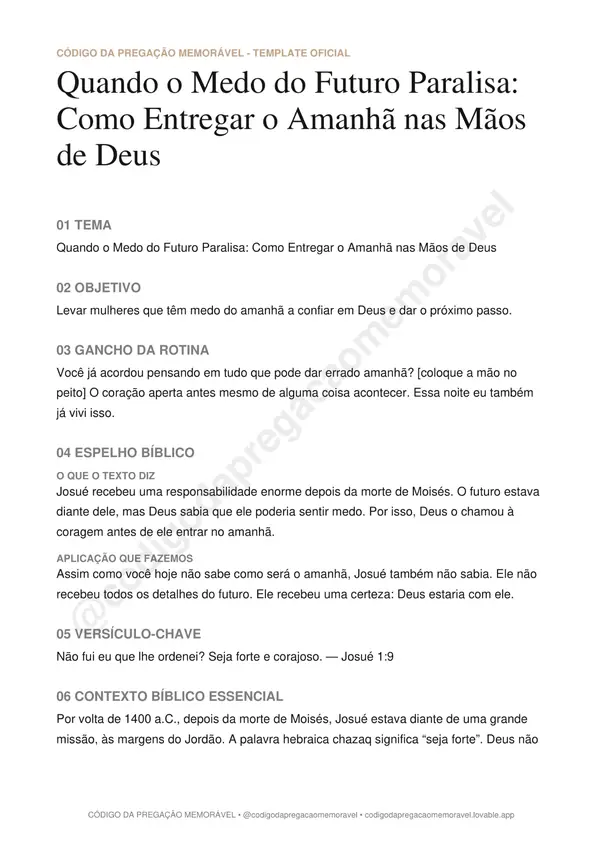 CÓDIGO DA PREGAÇÃO MEMORÁVEL - TEMPLATE OFICIAL
Quando o Medo do Futuro Paralisa:
Como Entregar o Amanhã nas Mãos
de Deus
01 TEMA
Quando o Medo do Futuro Paralisa: Como Entregar o Amanhã nas Mãos de Deus
02 OBJETIVO
Levar mulheres que têm medo do amanhã a confiar em Deus e dar o próximo passo.
03 GANCHO DA ROTINA
Você já acordou pensando em tudo que pode dar errado amanhã? [coloque a mão no
peito] O coração aperta antes mesmo de alguma coisa acontecer. Essa noite eu também
já vivi isso.
04 ESPELHO BÍBLICO
O QUE O TEXTO DIZ
Josué recebeu uma responsabilidade enorme depois da morte de Moisés. O futuro estava
diante dele, mas Deus sabia que ele poderia sentir medo. Por isso, Deus o chamou à
coragem antes de ele entrar no amanhã.
APLICAÇÃO QUE FAZEMOS
Assim como você hoje não sabe como será o amanhã, Josué também não sabia. Ele não
recebeu todos os detalhes do futuro. Ele recebeu uma certeza: Deus estaria com ele.
05 VERSÍCULO-CHAVE
Não fui eu que lhe ordenei? Seja forte e corajoso. — Josué 1:9
06 CONTEXTO BÍBLICO ESSENCIAL
Por volta de 1400 a.C., depois da morte de Moisés, Josué estava diante de uma grande
missão, às margens do Jordão. A palavra hebraica chazaq significa “seja forte”. Deus não
@codigodapregacaomemoravel
CÓDIGO DA PREGAÇÃO MEMORÁVEL • @codigodapregacaomemoravel • codigodapregacaomemoravel.lovable.app